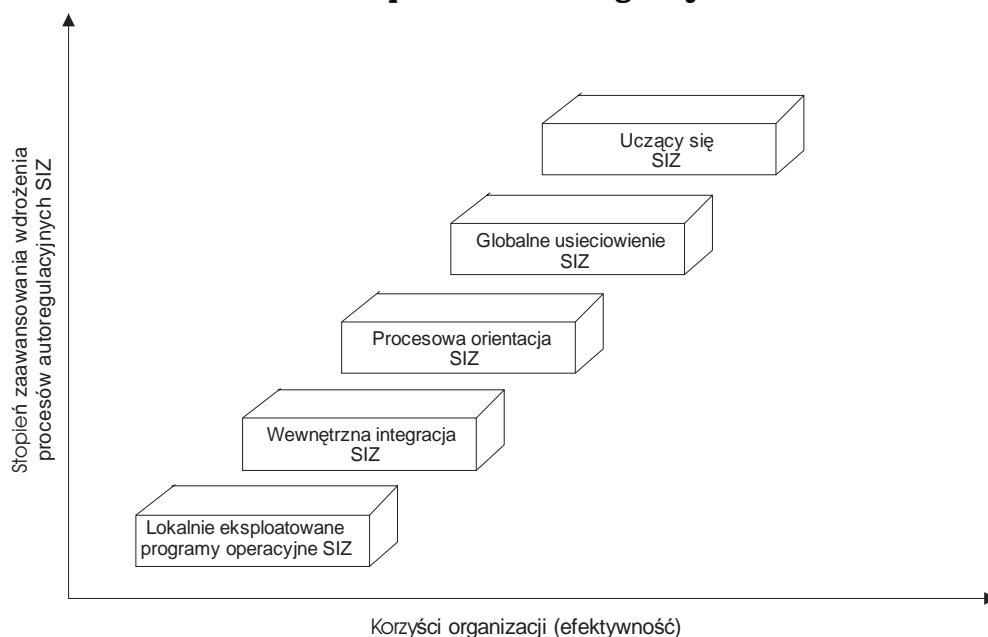 Stopień zaawansowania wdrożenia
procesów autoregulacyjnych SIZ
Uczący się
SIZ
Globalne usieciowienie
SIZ
Procesowa orientacja
SIZ
Wewnętrzna integracja
SIZ
Lokalnie eksploatowane
programy operacyjne SIZ
Korzyści organizacji (efektywność)